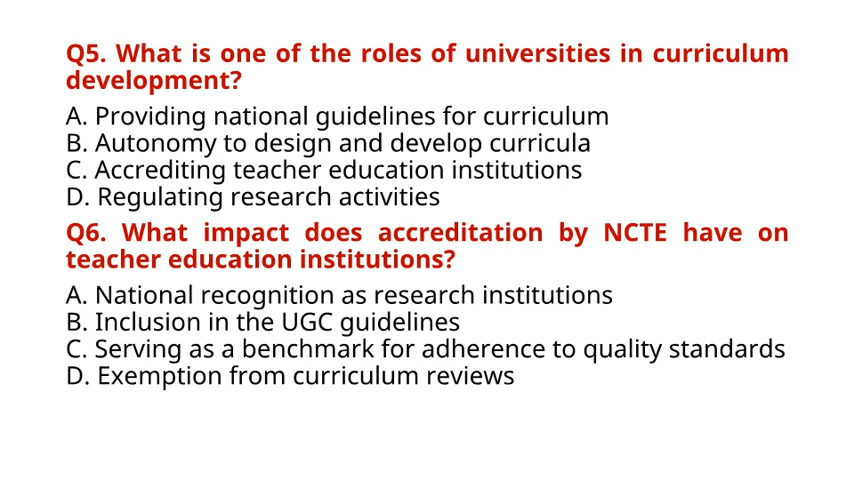 Q5. What is one of the roles of universities in curriculum
development?
A. Providing national guidelines for curriculum
B. Autonomy to design and develop curricula
C. Accrediting teacher education institutions
D. Regulating research activities
Q6. What impact does accreditation by NCTE have on
teacher education institutions?
A. National recognition as research institutions
B. Inclusion in the UGC guidelines
C. Serving as a benchmark for adherence to quality standards
D. Exemption from curriculum reviews